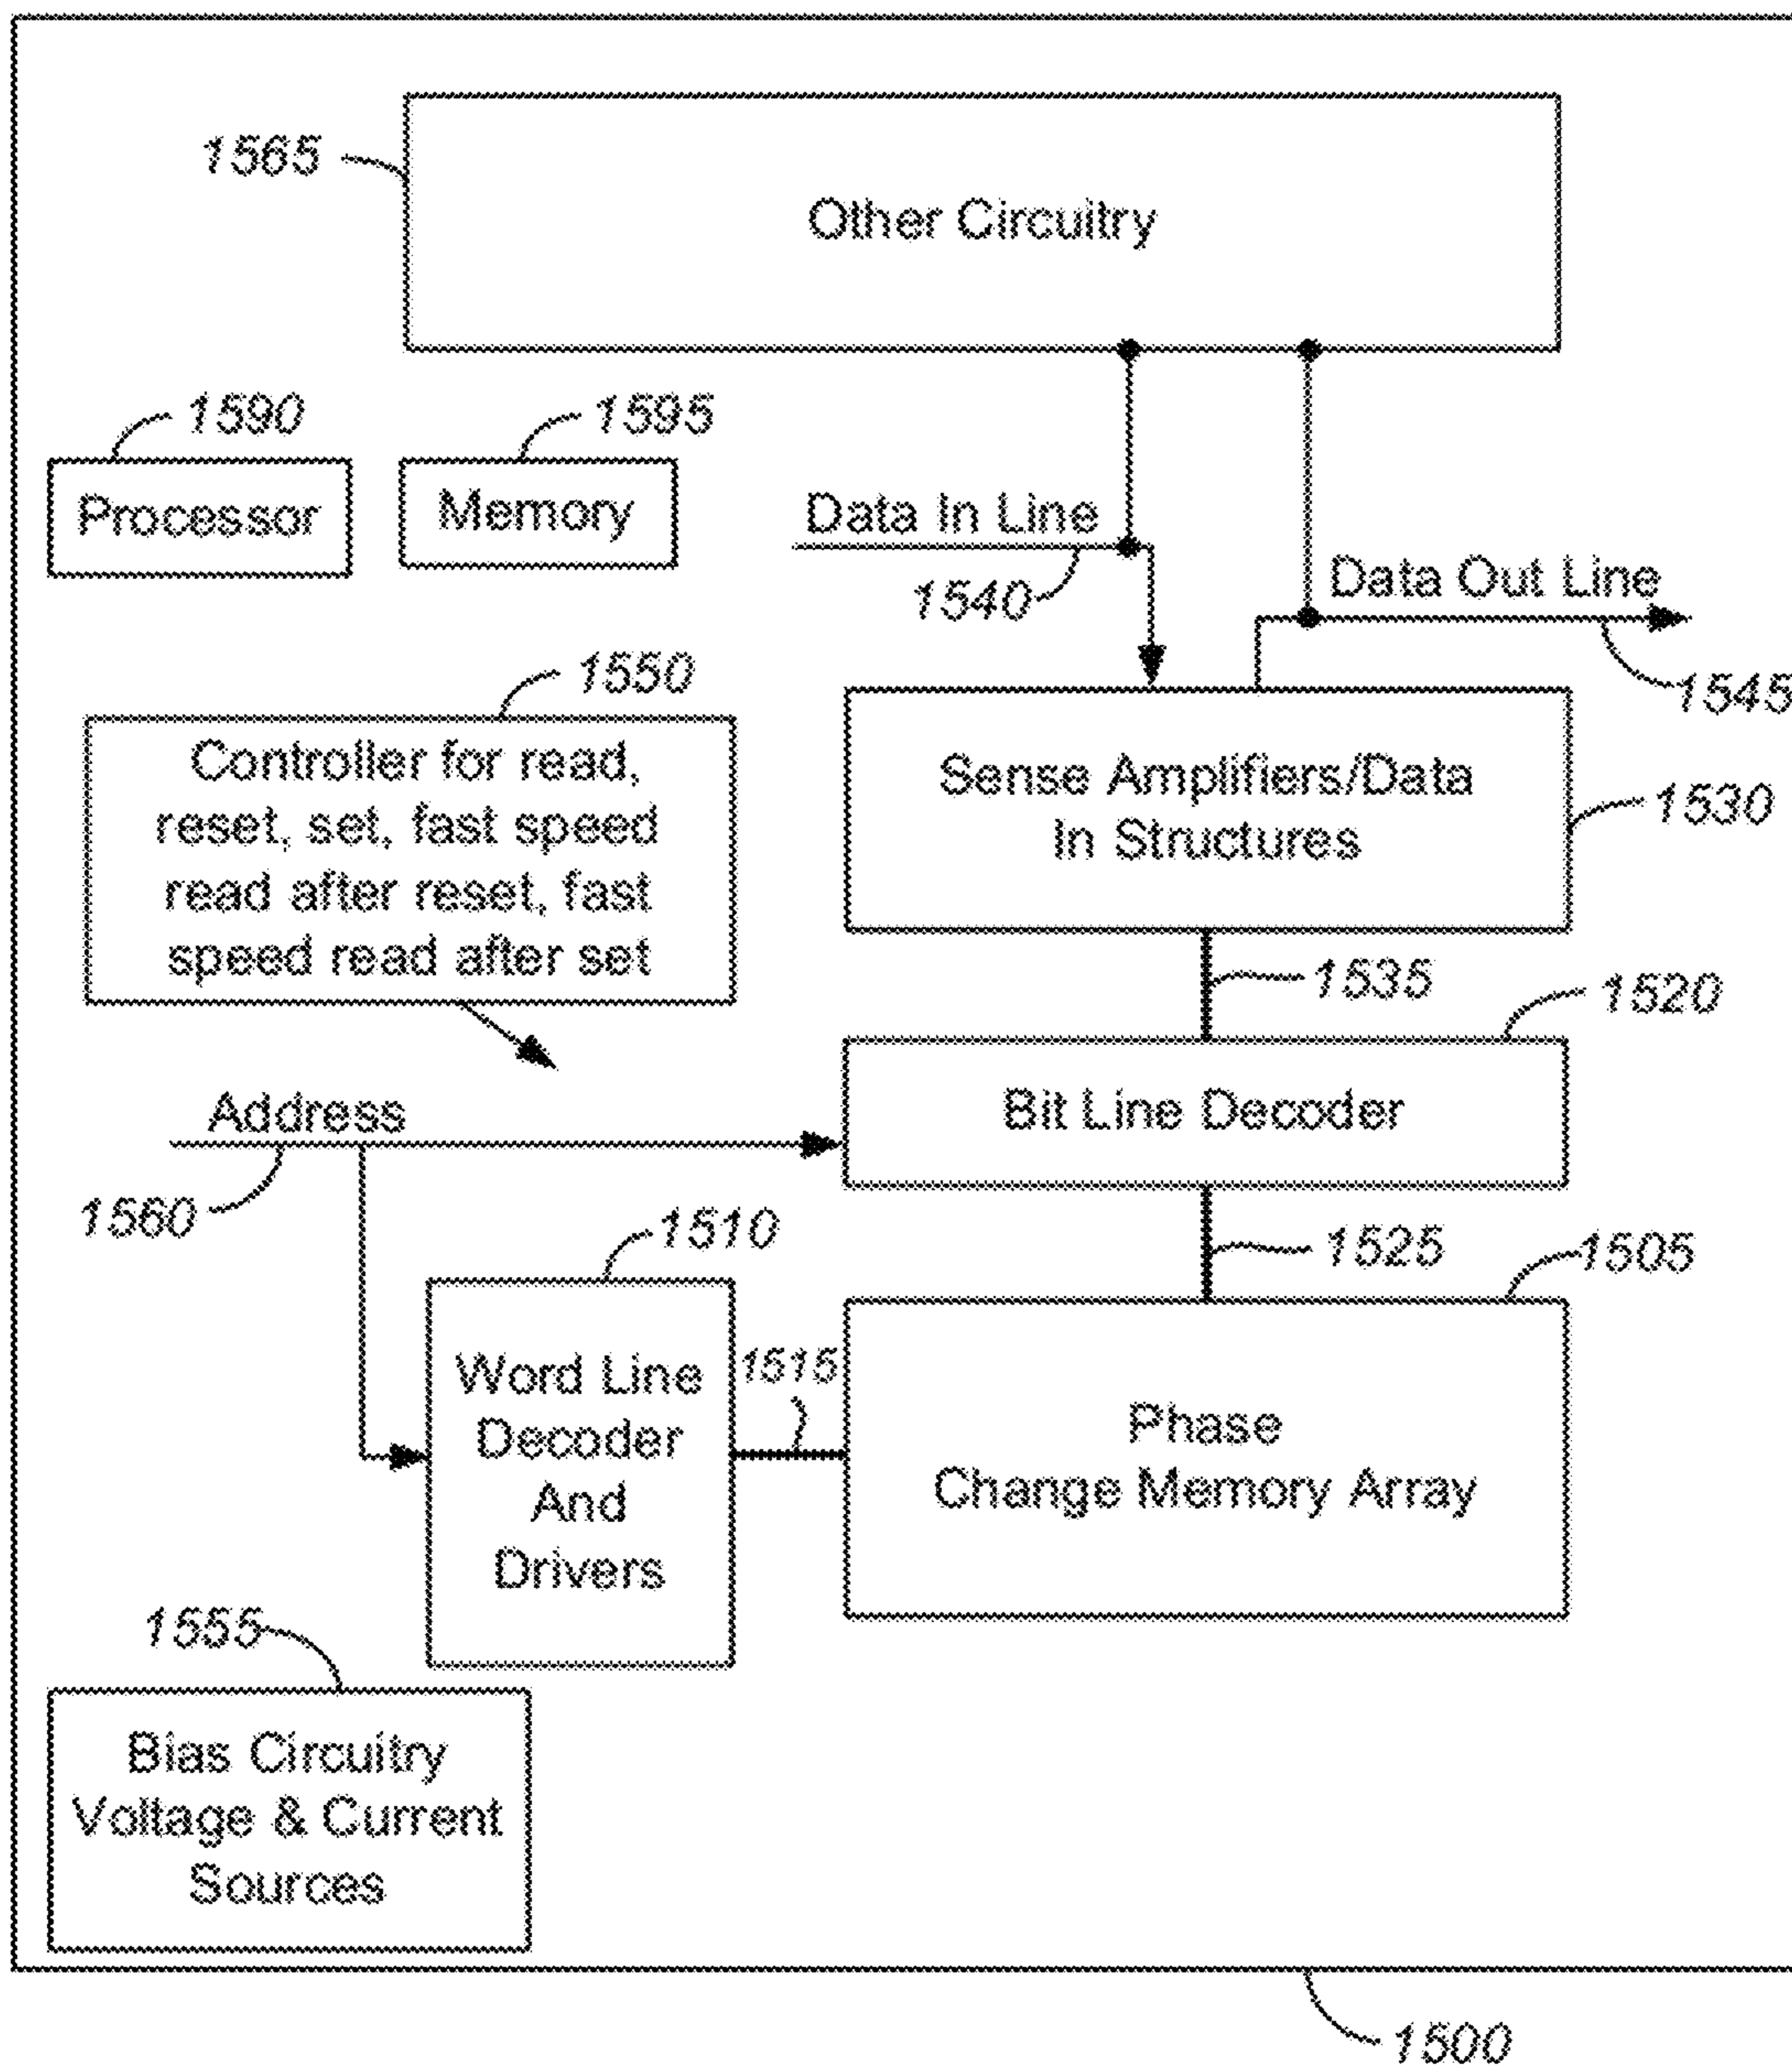 1565
Other Circuitry
1590
1595
Processor
Memory
Data In Line
1540
Data Out Line
1545
1550
Controller for read,
reset, set, fast speed
read after reset, fast
speed read after set
Sense Amplifiers/Data
In Structures
1530
1535
1520
Bit Line Decoder
Address
1560
1510
1525
1505
Word Line
Decoder
And
Drivers
1515
Phase
Change Memory Array
1555
Bias Circuitry
Voltage & Current
Sources
1500